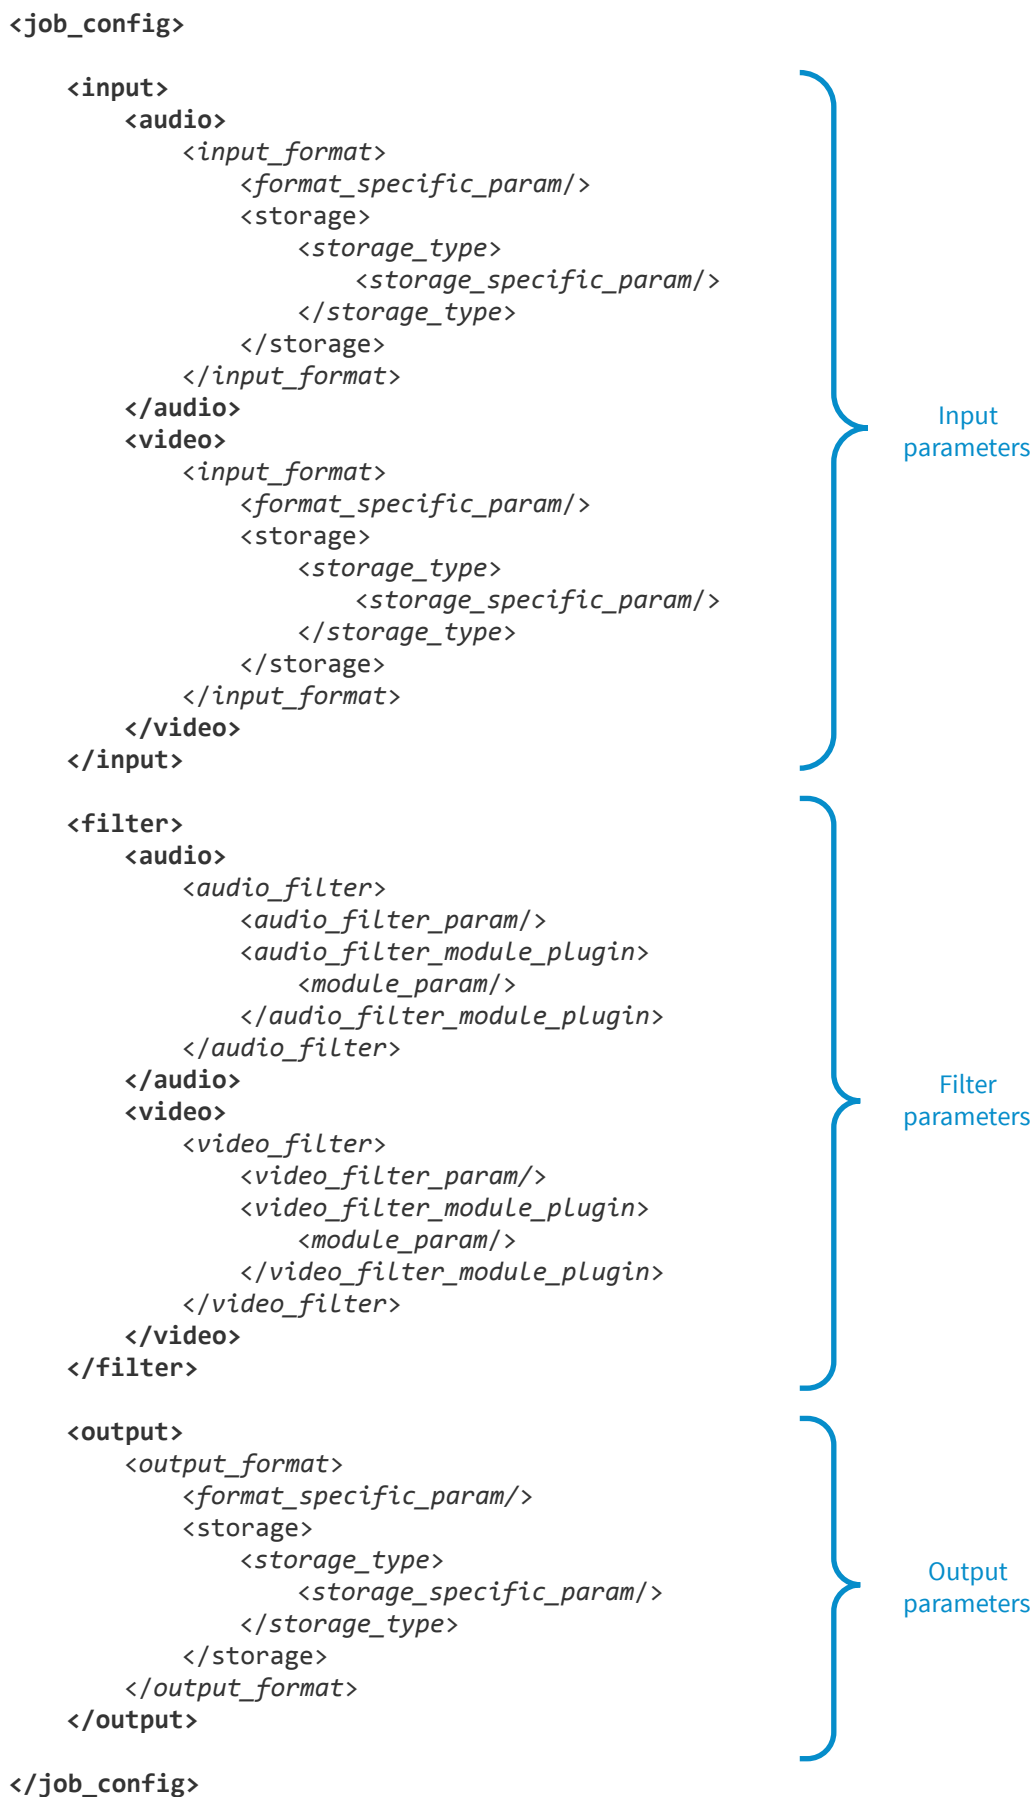 <job_config>
<input>
<audio>
<input_format>
<format_specific_param/>
<storage>
<storage_type>
<storage_specific_param/>
</storage_type>
</storage>
</input_format>
</audio>
<video>
<input_format>
<format_specific_param/>
<storage>
<storage_type>
<storage_specific_param/>
</storage_type>
</storage>
</input_format>
</video>
</input>
Input
parameters
<filter>
<audio>
<audio_filter>
<audio_filter_param/>
<audio_filter_module_plugin>
<module_param/>
</audio_filter_module_plugin>
</audio_filter>
</audio>
<video>
<video_filter>
<video_filter_param/>
<video_filter_module_plugin>
<module_param/>
</video_filter_module_plugin>
</video_filter>
</video>
</filter>
Filter
parameters
<output>
<output_format>
<format_specific_param/>
<storage>
<storage_type>
<storage_specific_param/>
</storage_type>
</storage>
</output_format>
</output>
Output
parameters
</job_config>